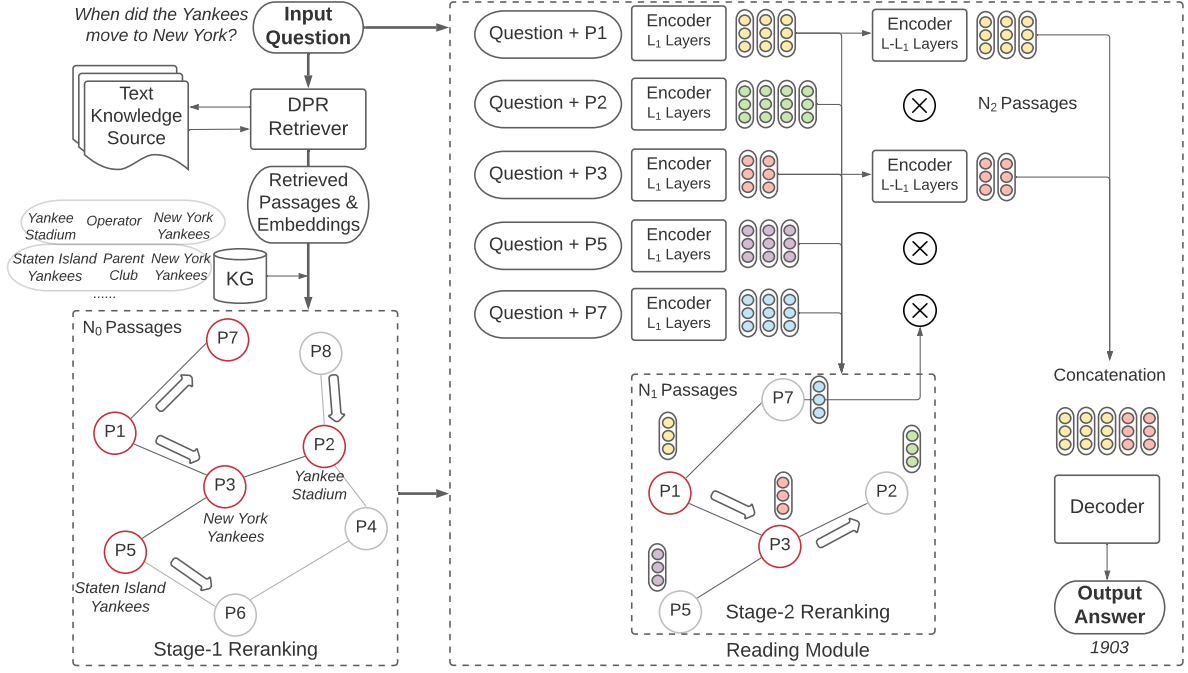 When did the Yankees
move to New York?
Input
Question
Text
Knowledge
Source
DPR
Retriever
Retrieved
Passages &
Embeddings
Yankee
Stadium
Operator
New York
Yankees
Staten Island
Yankees
Parent
Club
New York
Yankees
......
KG
N0 Passages
P7
P8
P1
P2
Yankee
Stadium
P3
New York
Yankees
P4
P5
Staten Island
Yankees
P6
Stage-1 Reranking
Question + P1
Encoder
L1 Layers
Encoder
L-L1 Layers
Question + P2
Encoder
L1 Layers
N2 Passages
Question + P3
Encoder
L1 Layers
Encoder
L-L1 Layers
Question + P5
Encoder
L1 Layers
Question + P7
Encoder
L1 Layers
N1 Passages
P7
P1
P2
P3
P5
Stage-2 Reranking
Reading Module
Concatenation
Decoder
Output
Answer
1903